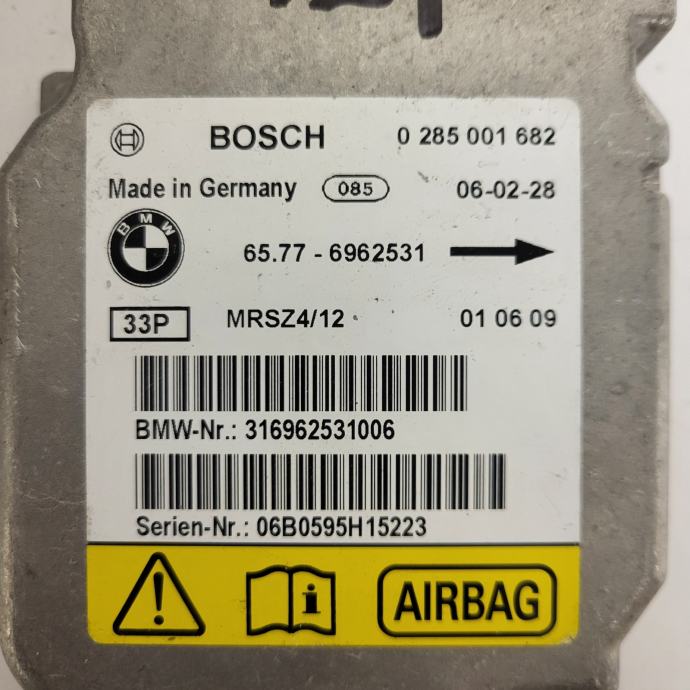 BOSCH 0 285 001 682
Made in Germany 085 06-02-28
BMW 65.77 - 6962531
33P MRSZ4/12 01 06 09
BMW-Nr.: 316962531006
Serien-Nr.: 06B0595H15223
! i AIRBAG